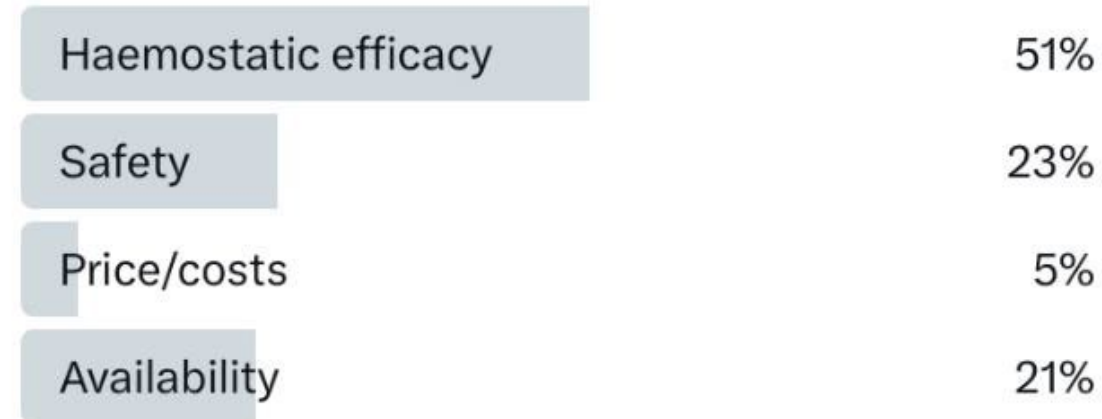 Haemostatic efficacy 51%
Safety 23%
Price/costs 5%
Availability 21%